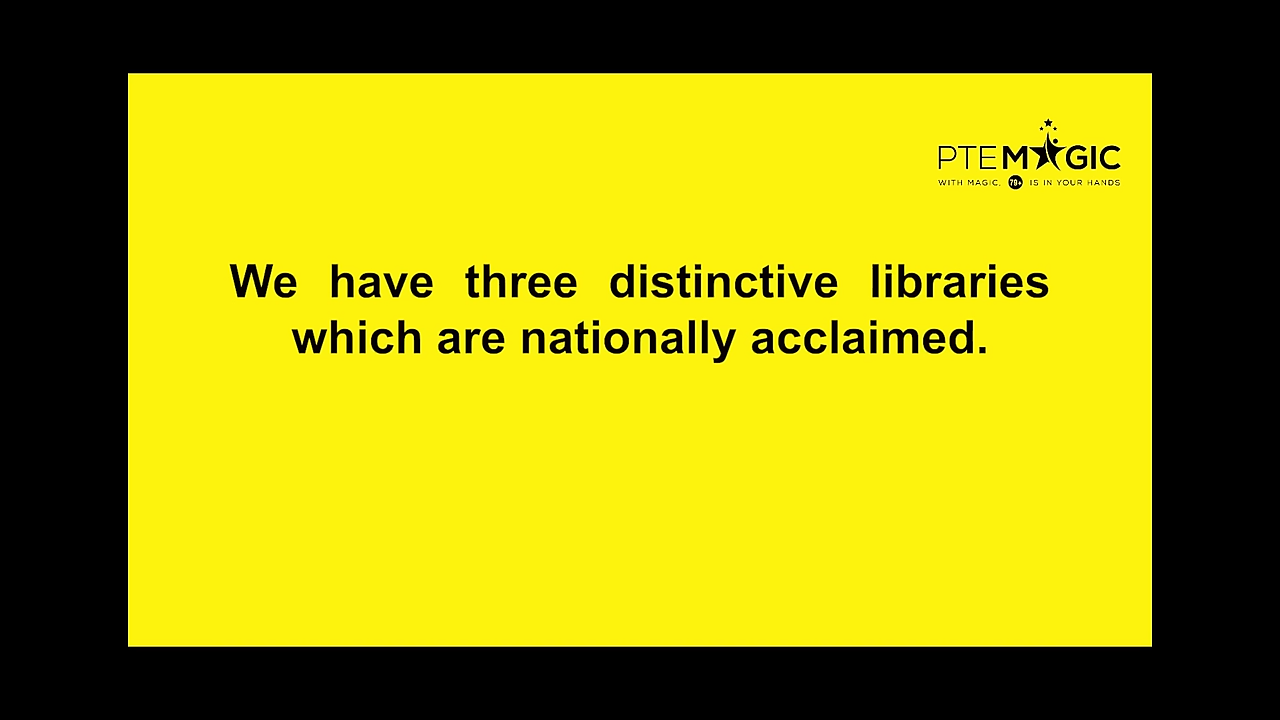 PTEMAGIC
WITH MAGIC, 79+ IS IN YOUR HANDS
We have three distinctive libraries
which are nationally acclaimed.